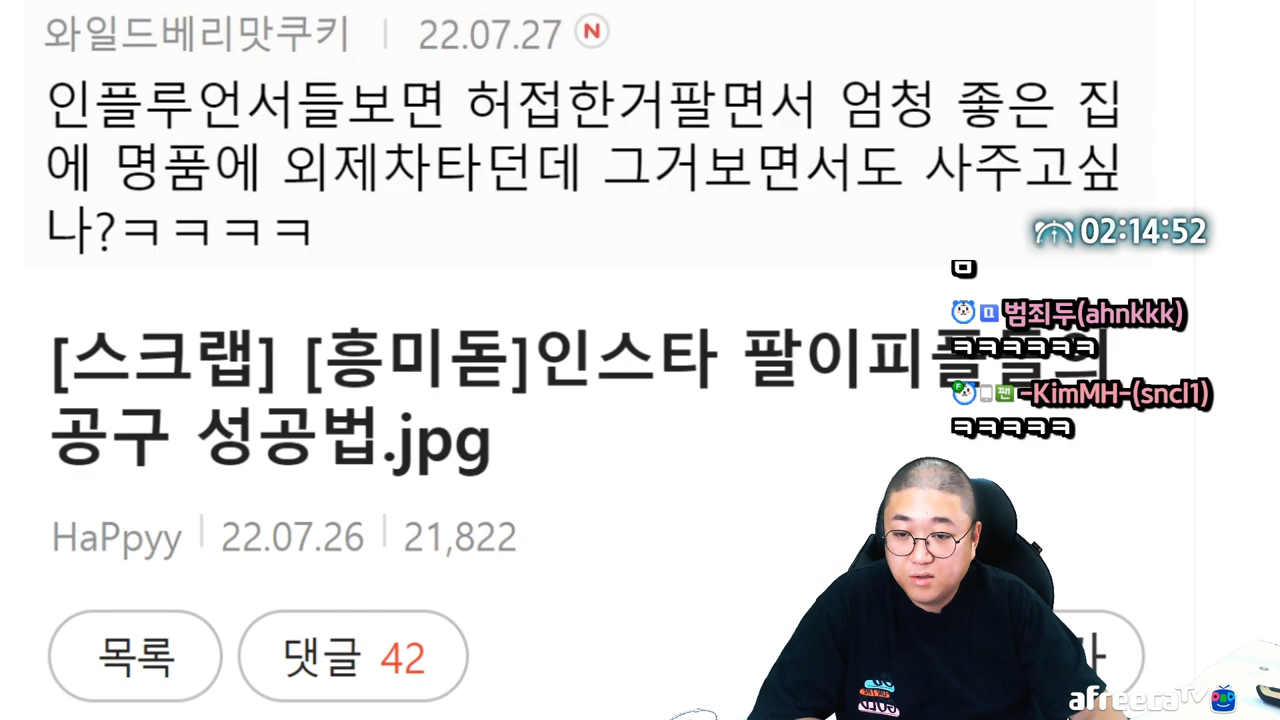 와일드베리맛쿠키 | 22.07.27 N
인플루언서들보면 허접한거팔면서 엄청 좋은 집
에 명품에 외제차타던데 그거보면서도 사주고싶
나?ㅋㅋㅋㅋ
02:14:52
ㅁ
범죄두(ahnkkk)
ㅋㅋㅋㅋㅋㅋ
[스크랩] [흥미돋]인스타 팔이피플들의
팬 -KimMH-(sncl1)
ㅋㅋㅋㅋㅋ
공구 성공법.jpg
HaPpyy | 22.07.26 | 21,822
목록 댓글 42
afreecaTV